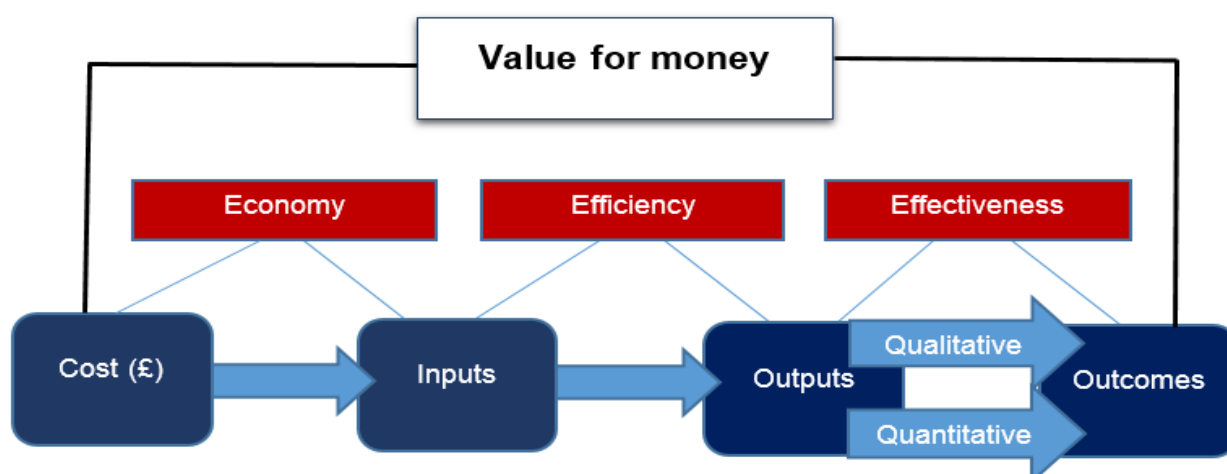 Value for money
Economy
Efficiency
Effectiveness
Cost (£)
Inputs
Outputs
Qualitative
Quantitative
Outcomes